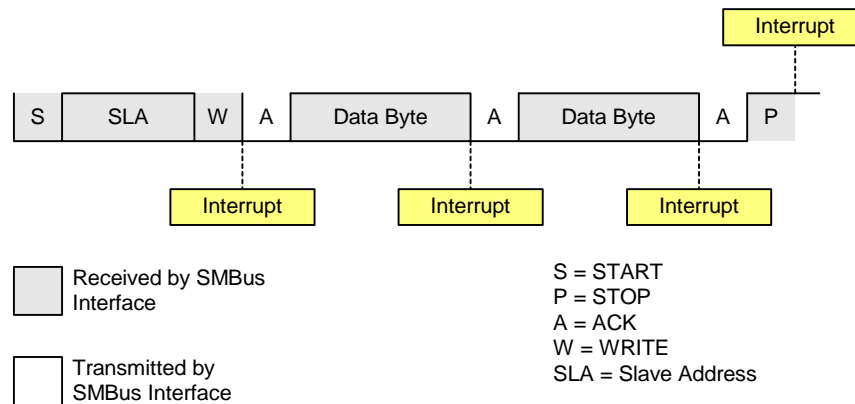 Interrupt
S SLA W A Data Byte A Data Byte A P
Interrupt Interrupt Interrupt
Received by SMBus
Interface
Transmitted by
SMBus Interface
S = START
P = STOP
A = ACK
W = WRITE
SLA = Slave Address